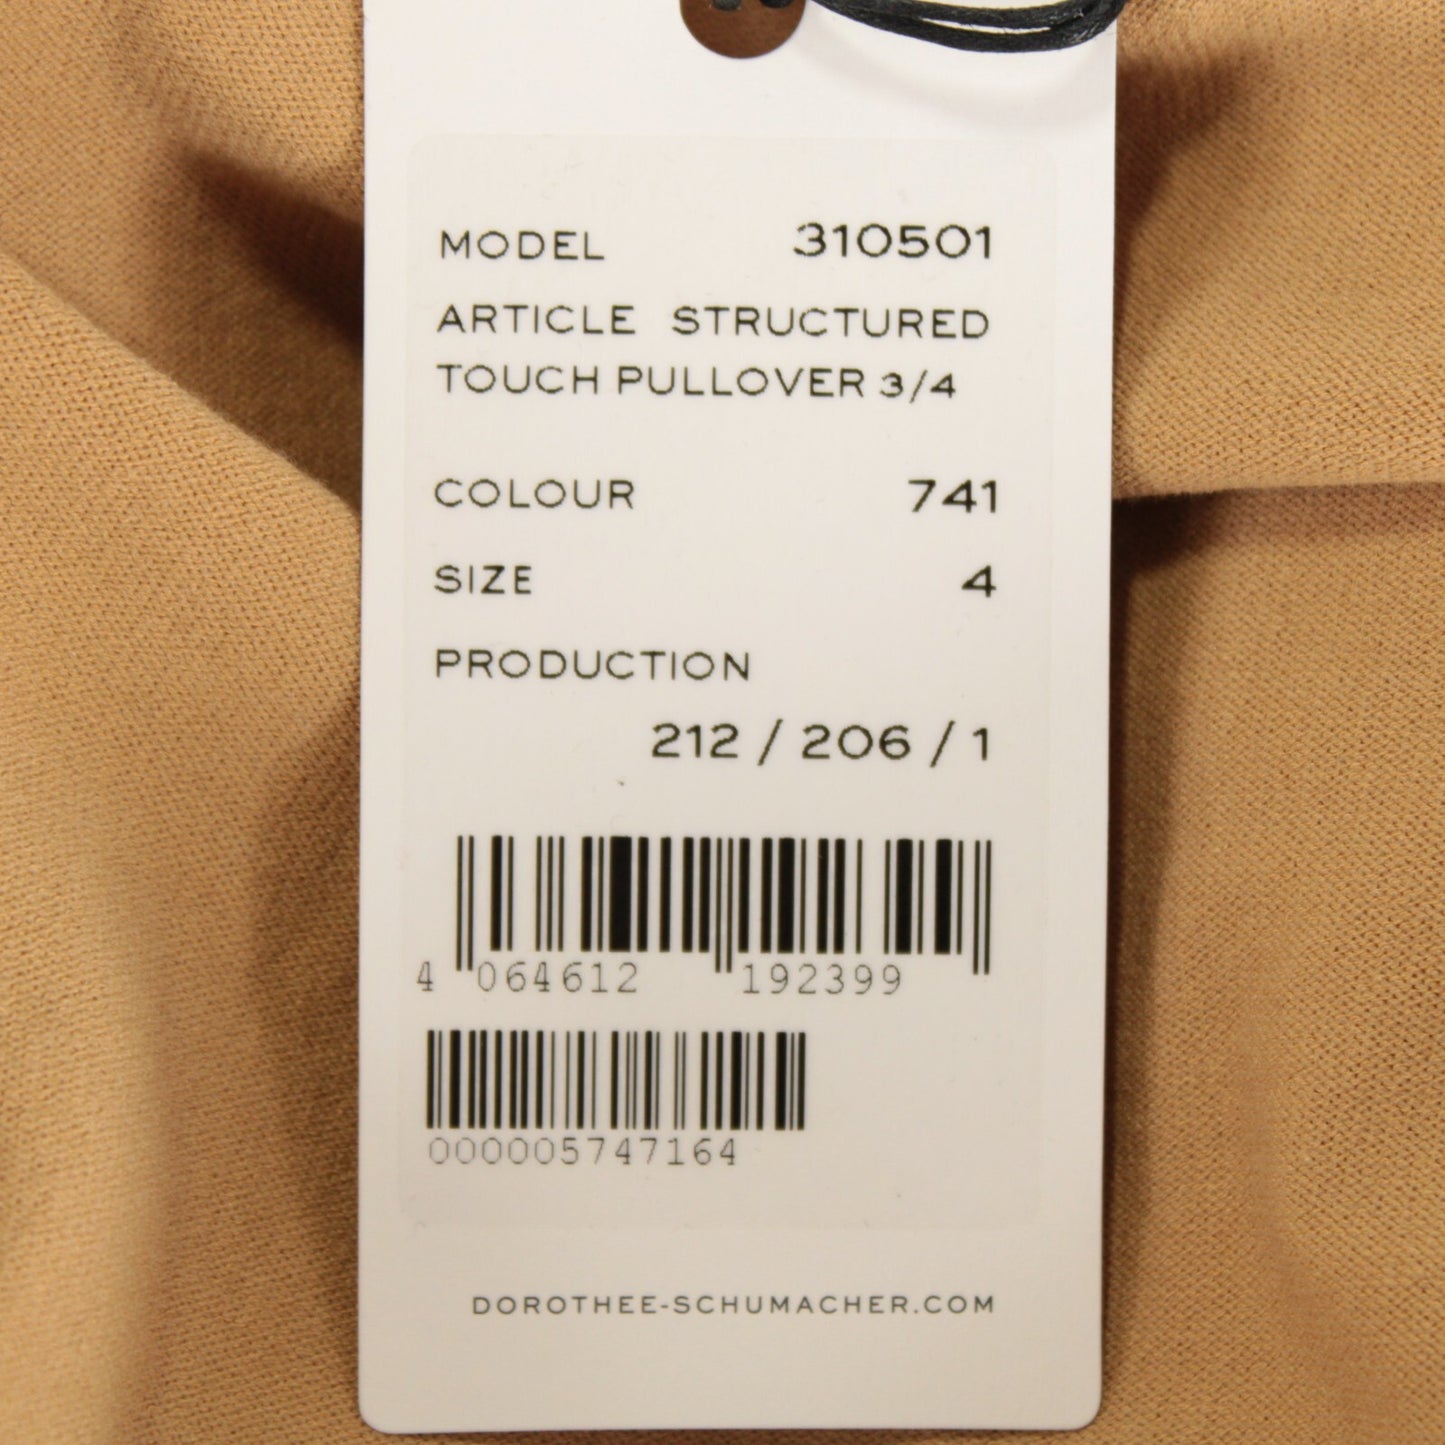 MODEL 310501
ARTICLE STRUCTURED
TOUCH PULLOVER 3/4
COLOUR 741
SIZE 4
PRODUCTION
212 / 206 / 1
4 064612 192399
000005747164
DOROTHEE-SCHUMACHER.COM